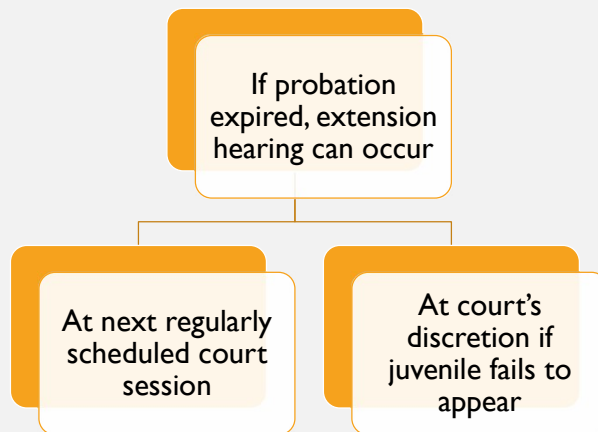 If probation
expired, extension
hearing can occur
At next regularly
scheduled court
session
At court’s
discretion if
juvenile fails to
appear